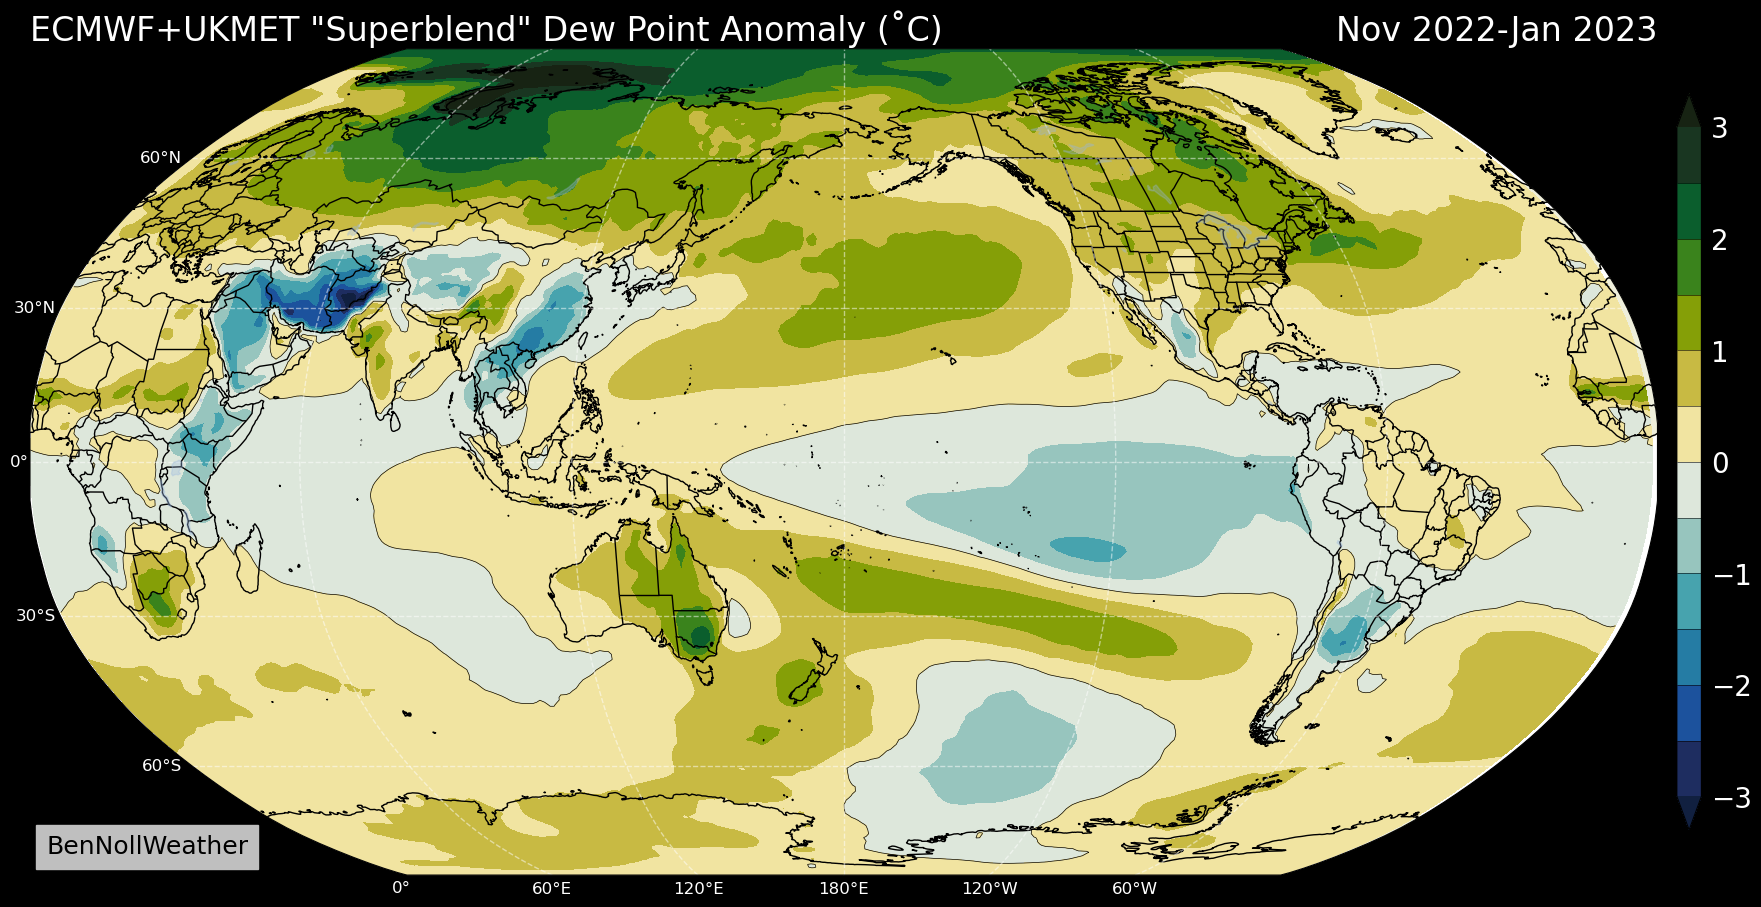 ECMWF+UKMET "Superblend" Dew Point Anomaly (˚C)
Nov 2022-Jan 2023
60°N
30°N
0°
30°S
60°S
3
2
1
0
−1
−2
−3
BenNollWeather
0°
60°E
120°E
180°E
120°W
60°W